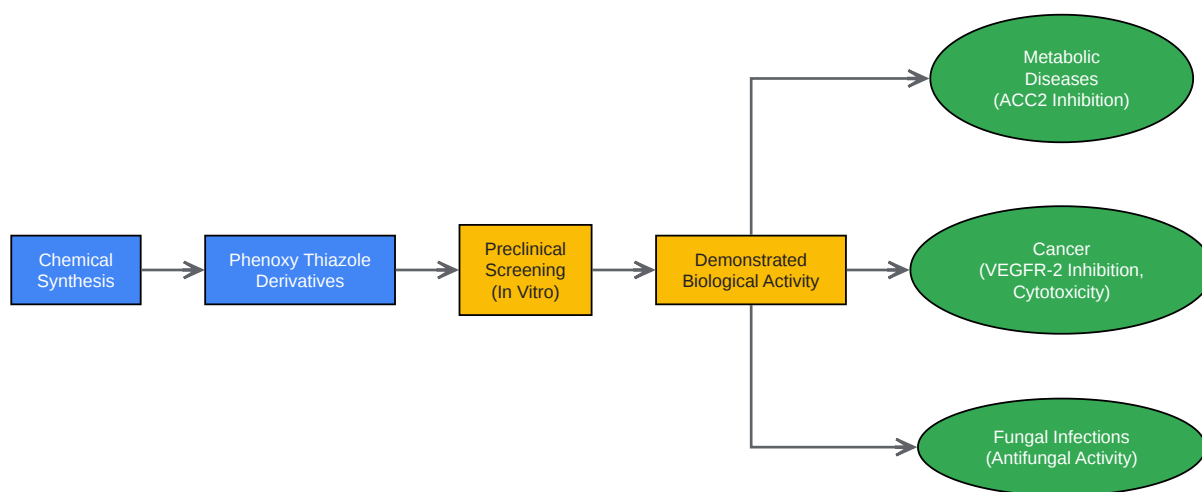 Chemical
Synthesis
Phenoxy Thiazole
Derivatives
Preclinical
Screening
(In Vitro)
Demonstrated
Biological Activity
Metabolic
Diseases
(ACC2 Inhibition)
Cancer
(VEGFR-2 Inhibition,
Cytotoxicity)
Fungal Infections
(Antifungal Activity)